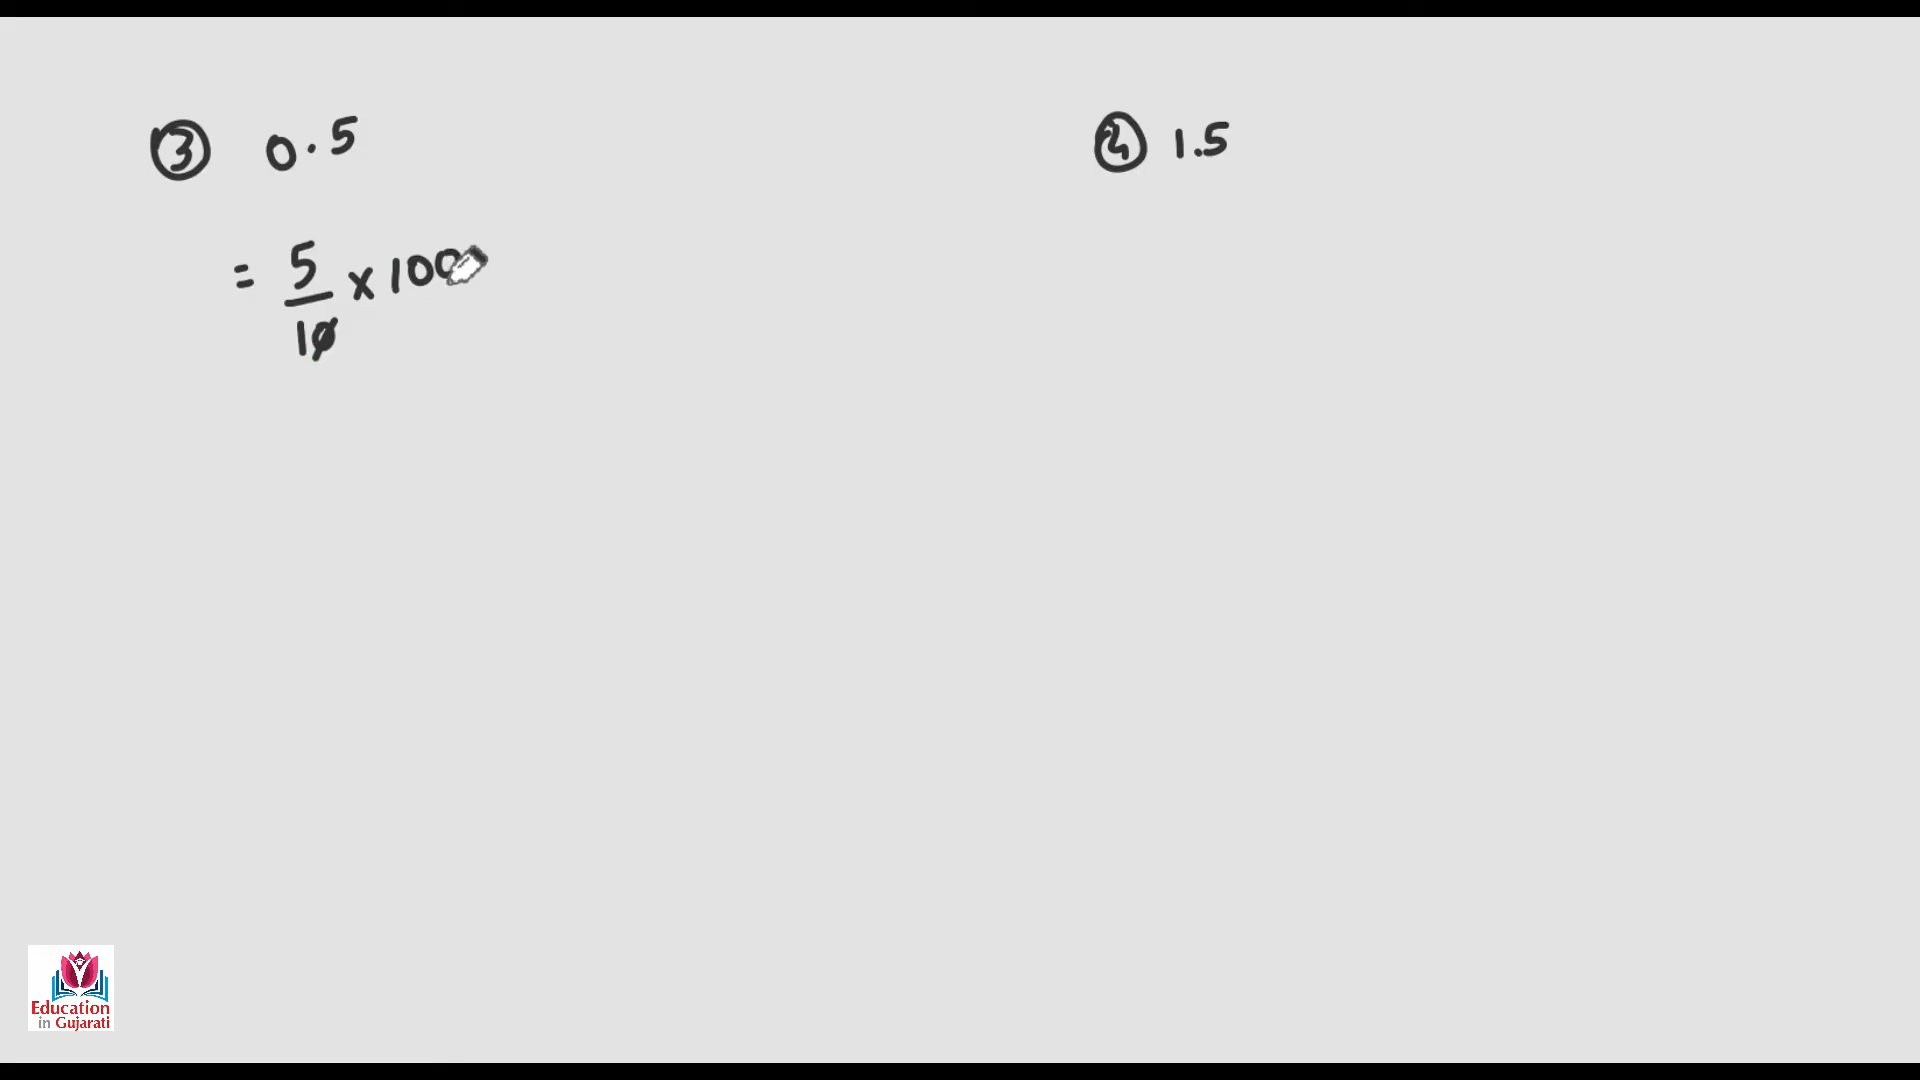 ③ 0.5
= 5/10 x 100
④ 1.5
Education
in Gujarati